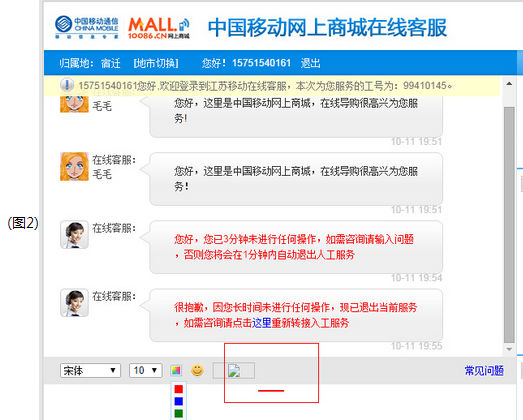 中国移动通信
CHINA MOBILE
移动信息专家
MALL
10086.CN网上商城
中国移动网上商城在线客服
归属地：宿迁 [地市切换] 您好！15751540161 退出
15751540161您好,欢迎登录到江苏移动在线客服，本次为您服务的工号为：99410145。
在线客服：
毛毛
您好，这里是中国移动网上商城，在线导购很高兴为您服
务!
10-11 19:51
在线客服：
毛毛
您好，这里是中国移动网上商城，在线导购很高兴为您服
务！
10-11 19:51
(图2)
在线客服：
您好，您已3分钟未进行任何操作，如需咨询请输入问题
，否则您将会在1分钟内自动退出人工服务
10-11 19:54
在线客服：
很抱歉，因您长时间未进行任何操作，现已退出当前服务
，如需咨询请点击这里重新转接入工服务
10-11 19:55
宋体 10 常见问题